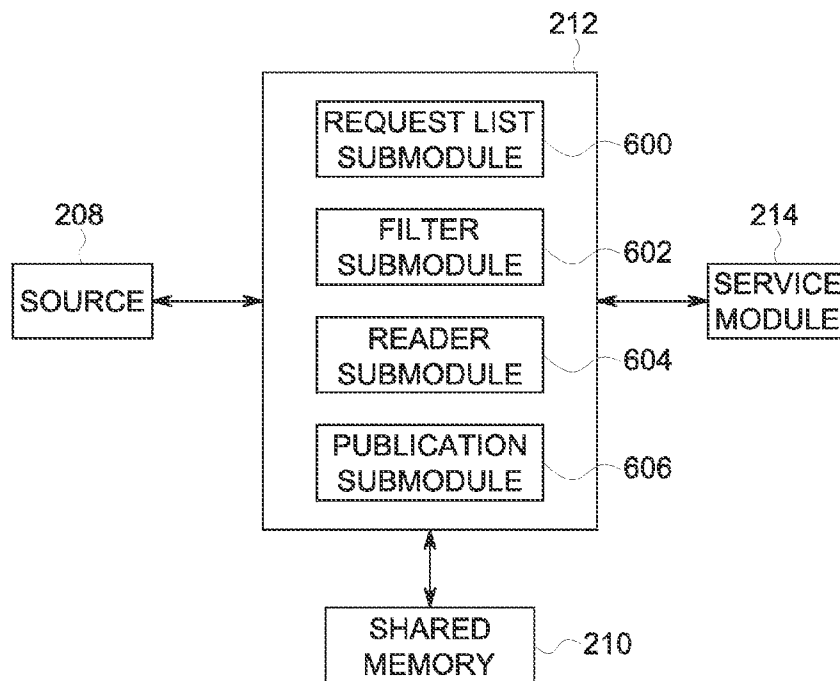 212
REQUEST LIST
SUBMODULE
600
208
FILTER
SUBMODULE
602
214
SOURCE
SERVICE
MODULE
READER
SUBMODULE
604
PUBLICATION
SUBMODULE
606
SHARED
MEMORY
210